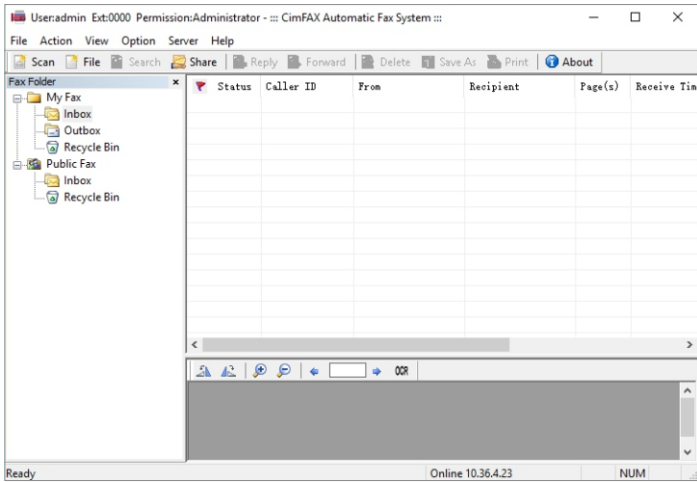 User:admin Ext:0000 Permission:Administrator - ::: CimFAX Automatic Fax System :::
File Action View Option Server Help
Scan File Search Share Reply Forward Delete Save As Print About
Fax Folder
My Fax
Inbox
Outbox
Recycle Bin
Public Fax
Inbox
Recycle Bin
Status Caller ID From Recipient Page(s) Receive Tim
OCR
Ready Online 10.36.4.23 NUM